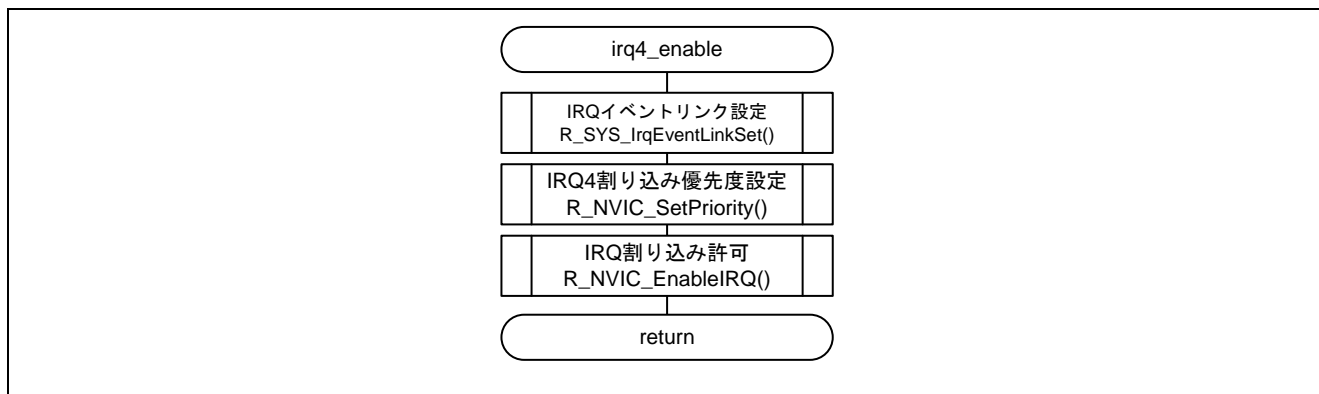 irq4_enable
IRQイベントリンク設定
R_SYS_IrqEventLinkSet()
IRQ4割り込み優先度設定
R_NVIC_SetPriority()
IRQ割り込み許可
R_NVIC_EnableIRQ()
return